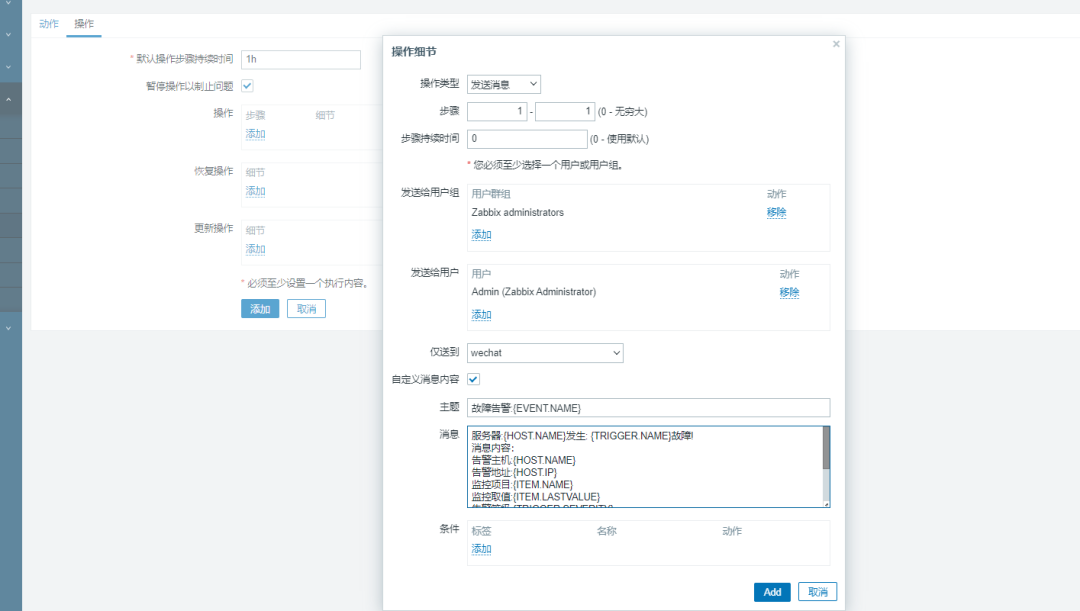 动作 操作
* 默认操作步骤持续时间 1h
暂停操作以制止问题
操作 步骤 细节
添加
恢复操作 细节
添加
更新操作 细节
添加
* 必须至少设置一个执行内容。
添加 取消
操作细节 ×
操作类型 发送消息
步骤 1 - 1 (0 - 无穷大)
步骤持续时间 0 (0 - 使用默认)
* 您必须至少选择一个用户或用户组。
发送给用户组 用户群组 动作
Zabbix administrators 移除
添加
发送给用户 用户 动作
Admin (Zabbix Administrator) 移除
添加
仅送到 wechat
自定义消息内容
主题 故障告警:{EVENT.NAME}
消息 服务器:{HOST.NAME}发生: {TRIGGER.NAME}故障!
消息内容:
告警主机:{HOST.NAME}
告警地址:{HOST.IP}
监控项目:{ITEM.NAME}
监控取值:{ITEM.LASTVALUE}
告警等级:{TRIGGER.SEVERITY}
条件 标签 名称 动作
添加
Add 取消